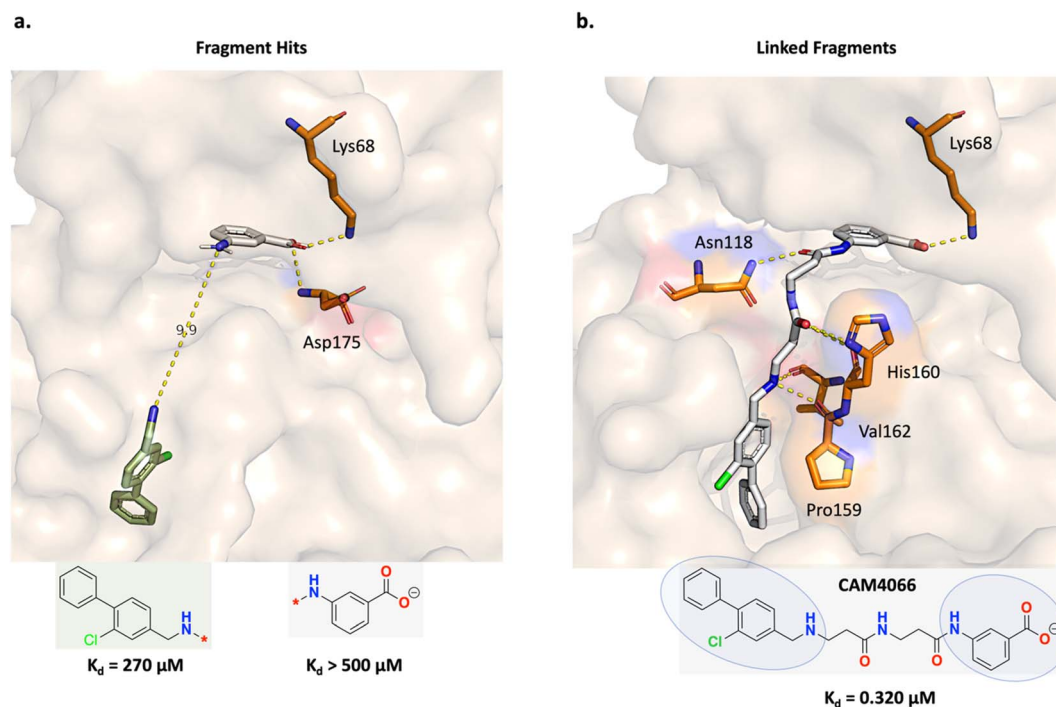 a.
Fragment Hits
Lys68
9.9
Asp175
Cl
H
N
*
K_d = 270 μM
*
H
N
O
O⊖
K_d > 500 μM
b.
Linked Fragments
Lys68
Asn118
His160
Val162
Pro159
CAM4066
Cl
H
N
O
H
N
O
H
N
O
O⊖
K_d = 0.320 μM